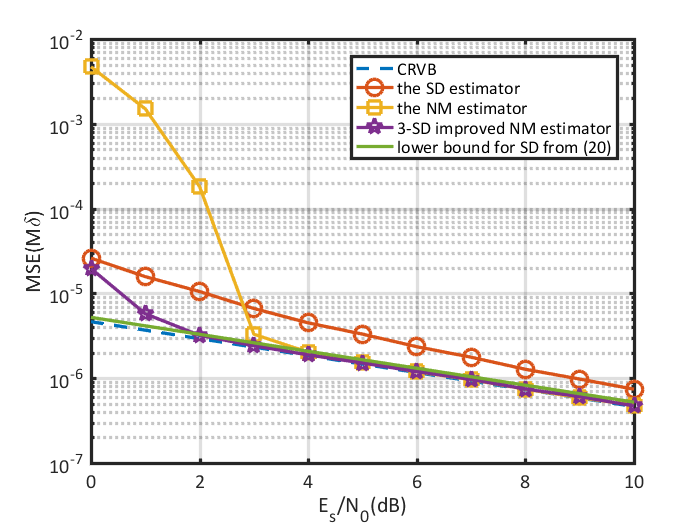 10-2
10-3
10-4
10-5
10-6
10-7
MSE(Mδ)
0
2
4
6
8
10
Es/N0(dB)
CRVB
the SD estimator
the NM estimator
3-SD improved NM estimator
lower bound for SD from (20)